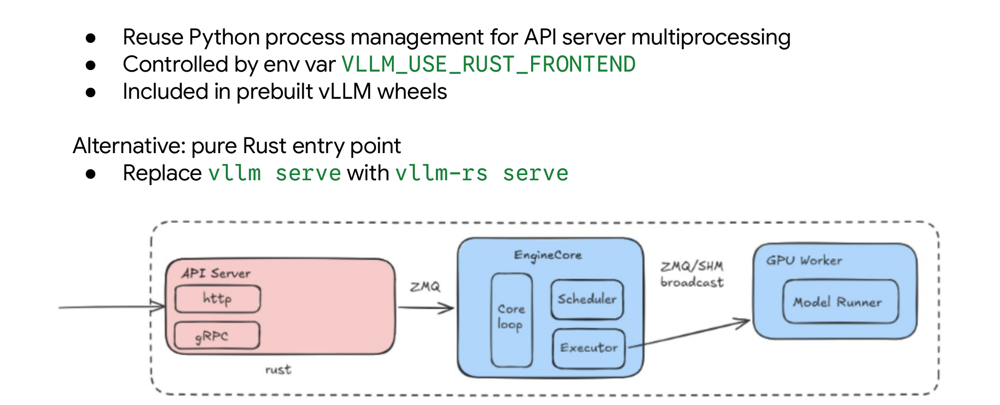 ● Reuse Python process management for API server multiprocessing
● Controlled by env var VLLM_USE_RUST_FRONTEND
● Included in prebuilt vLLM wheels
Alternative: pure Rust entry point
● Replace vllm serve with vllm-rs serve
API Server
http
gRPC
rust
ZMQ
EngineCore
Core
loop
Scheduler
Executor
ZMQ/SHM
broadcast
GPU Worker
Model Runner